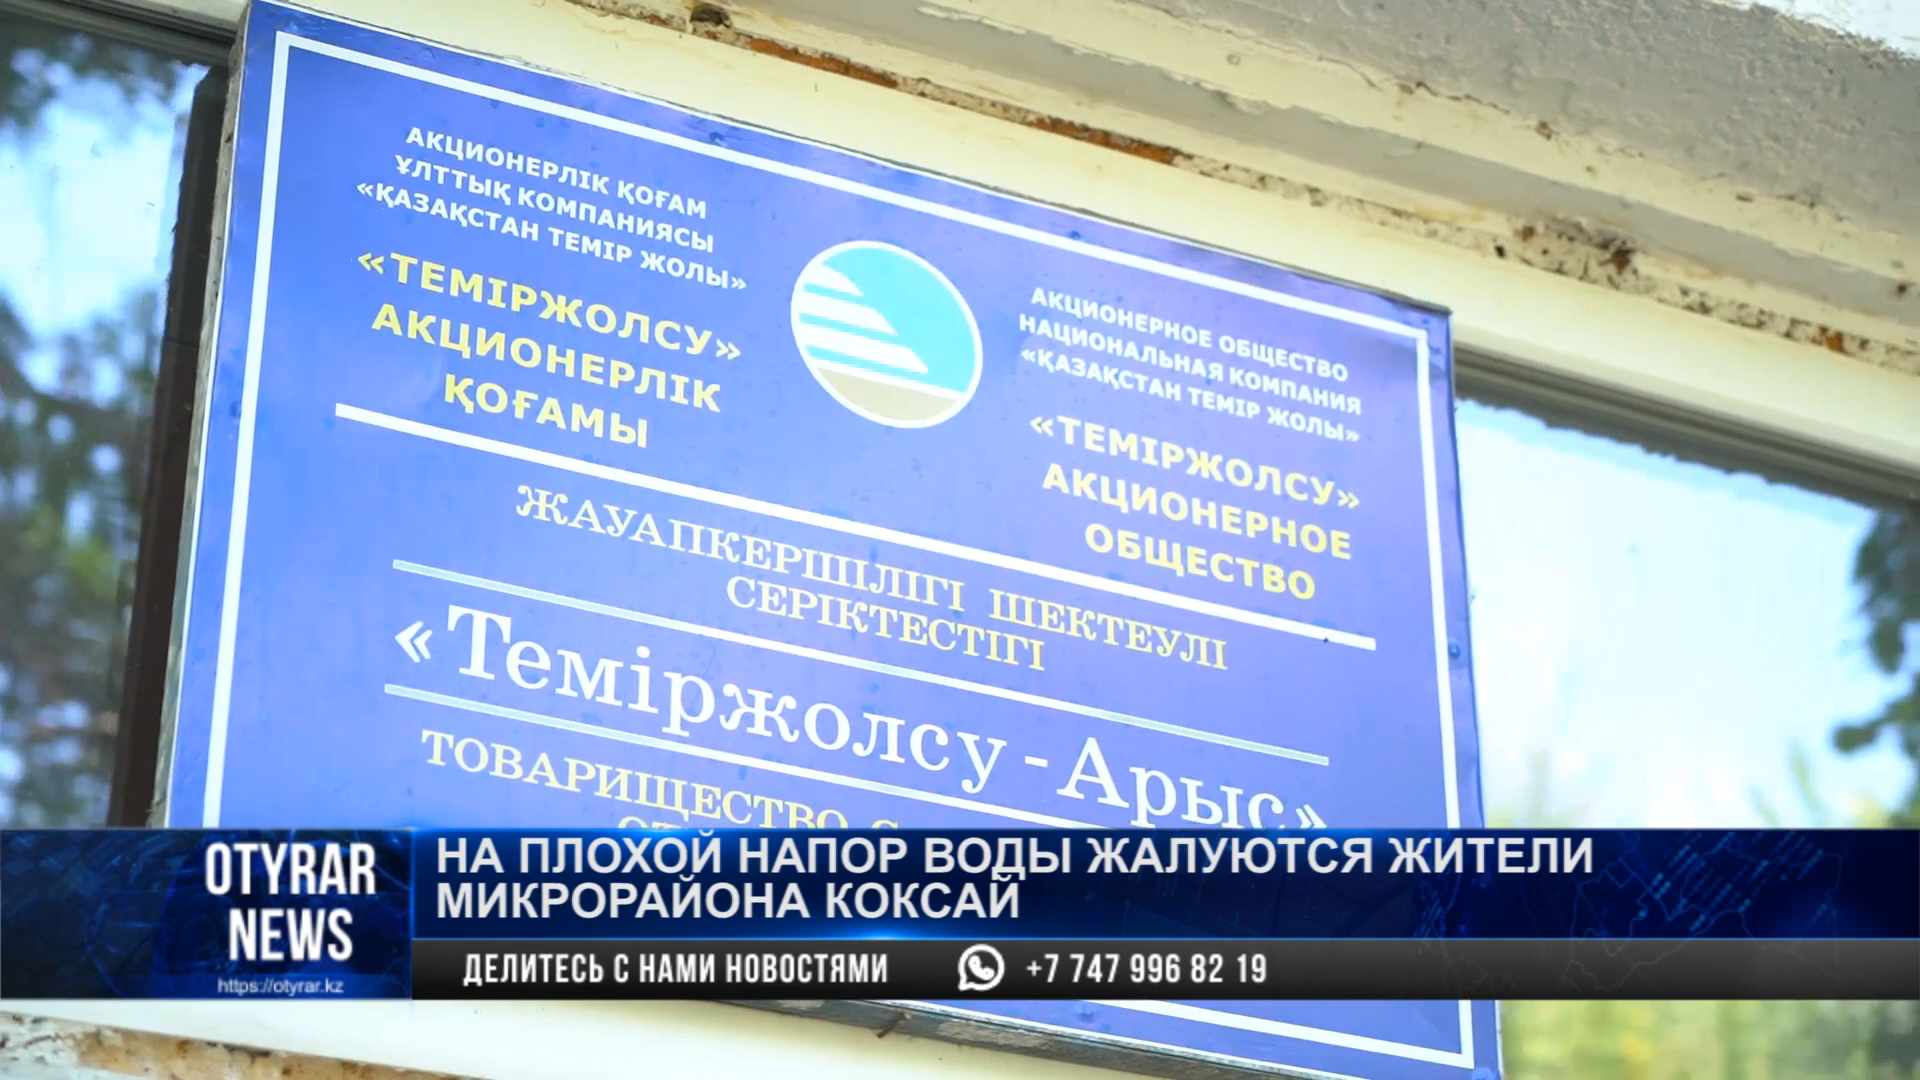 АКЦИОНЕРЛІК ҚОҒАМ
ҰЛТТЫҚ КОМПАНИЯСЫ
«ҚАЗАҚСТАН ТЕМІР ЖОЛЫ»
«ТЕМІРЖОЛСУ»
АКЦИОНЕРЛІК
ҚОҒАМЫ
АКЦИОНЕРНОЕ ОБЩЕСТВО
НАЦИОНАЛЬНАЯ КОМПАНИЯ
«ҚАЗАҚСТАН ТЕМІР ЖОЛЫ»
«ТЕМІРЖОЛСУ»
АКЦИОНЕРНОЕ
ОБЩЕСТВО
ЖАУАПКЕРШІЛІГІ ШЕКТЕУЛІ
СЕРІКТЕСТІГІ
«Теміржолсу-Арыс»
ТОВАРИЩЕСТВО
OTYRAR
NEWS
https://otyrar.kz
НА ПЛОХОЙ НАПОР ВОДЫ ЖАЛУЮТСЯ ЖИТЕЛИ
МИКРОРАЙОНА КОКСАЙ
ДЕЛИТЕСЬ С НАМИ НОВОСТЯМИ +7 747 996 82 19